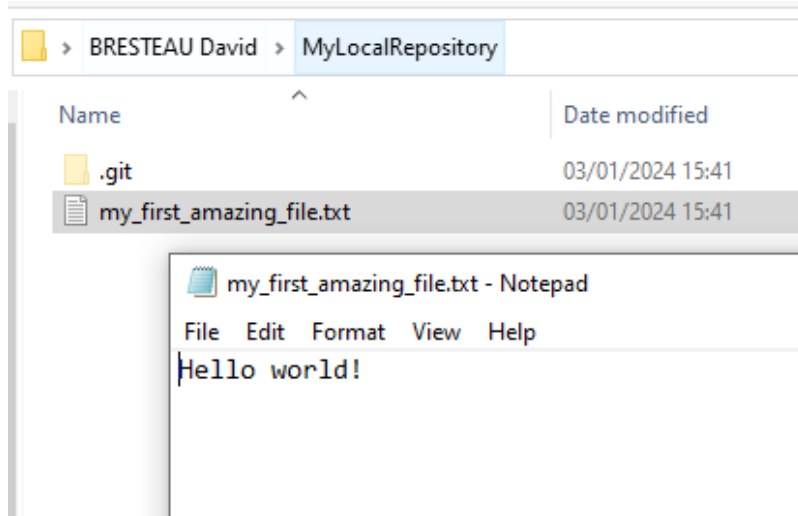 > BRESTEAU David > MyLocalRepository
Name Date modified
.git 03/01/2024 15:41
my_first_amazing_file.txt 03/01/2024 15:41
my_first_amazing_file.txt - Notepad
File Edit Format View Help
Hello world!